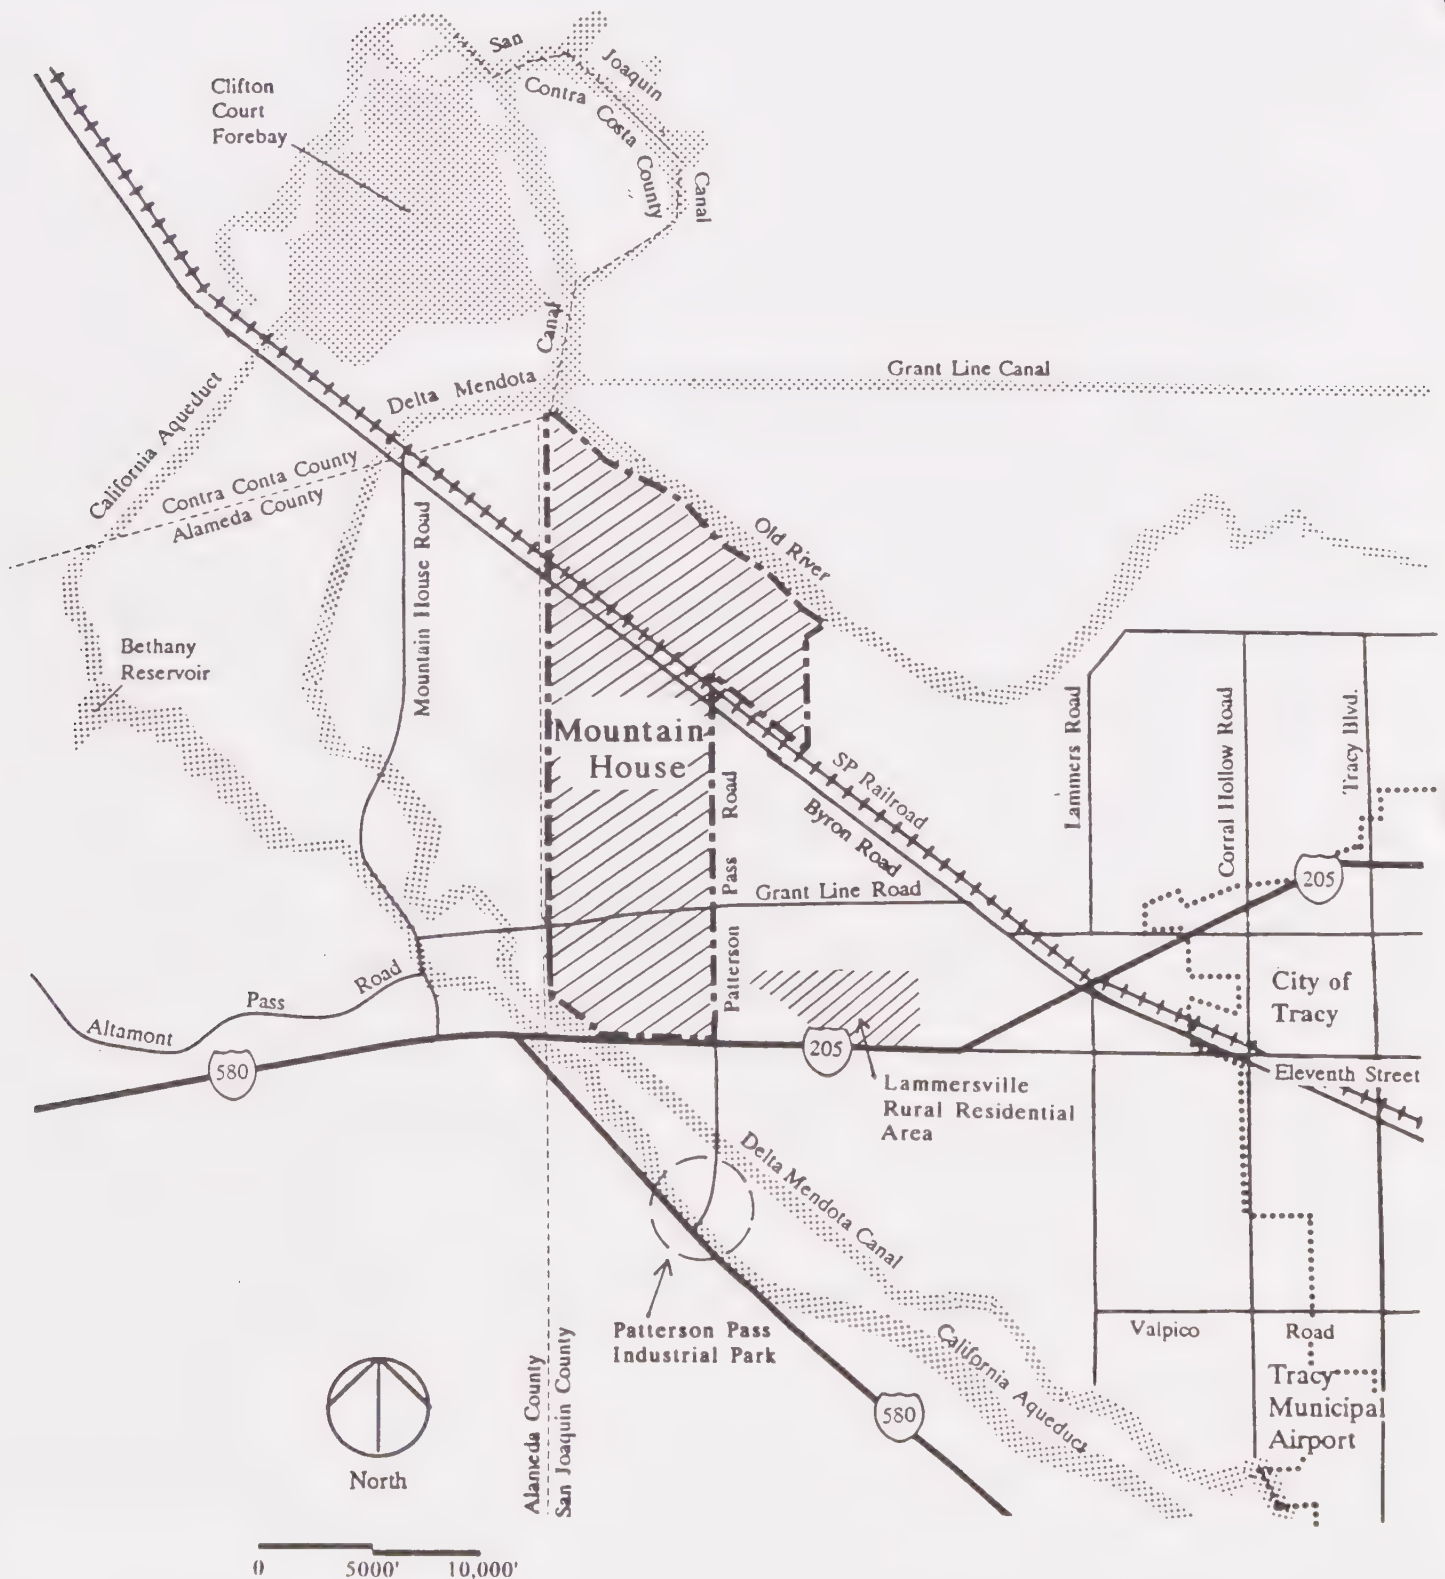 San
Joaquin
Clifton
Court
Forebay
Contra Costa County
Canal
Canal
Grant Line Canal
Delta Mendota
California Aqueduct
Contra Conta County
Alameda County
Mountain House Road
Old River
Bethany
Reservoir
Mountain
House
SP Railroad
Byron Road
Lammers Road
Corral Hollow Road
Tracy Blvd.
Patterson Pass Road
Grant Line Road
205
City of
Tracy
Altamont Pass Road
580
205
Eleventh Street
Lammersville
Rural Residential
Area
Delta Mendota Canal
Patterson Pass
Industrial Park
California Aqueduct
Valpico Road
Tracy
Municipal
Airport
580
Alameda County
San Joaquin County
North
0 5000' 10,000'